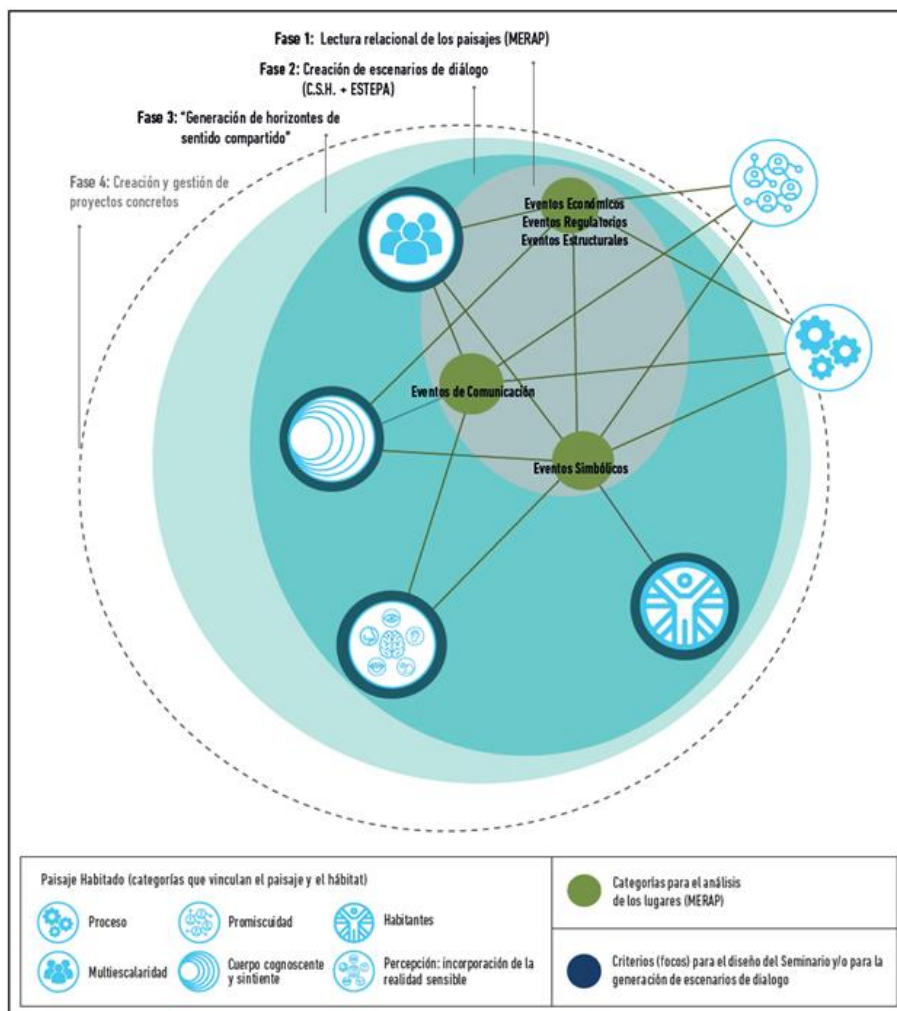 Fase 1: Lectura relacional de los paisajes (MERAP)
Fase 2: Creación de escenarios de diálogo
(C.S.H. + ESTEPA)
Fase 3: "Generación de horizontes de
sentido compartido"
Fase 4: Creación y gestión de
proyectos concretos
Eventos Económicos
Eventos Regulatorios
Eventos Estructurales
Eventos de Comunicación
Eventos Simbólicos
Paisaje Habitado (categorías que vinculan el paisaje y el hábitat)
Proceso
Promiscuidad
Habitantes
Multiescalaridad
Cuerpo cognoscente
y sintiente
Percepción: incorporación de la
realidad sensible
Categorías para el análisis
de los lugares (MERAP)
Criterios (focos) para el diseño del Seminario y/o para la
generación de escenarios de dialogo